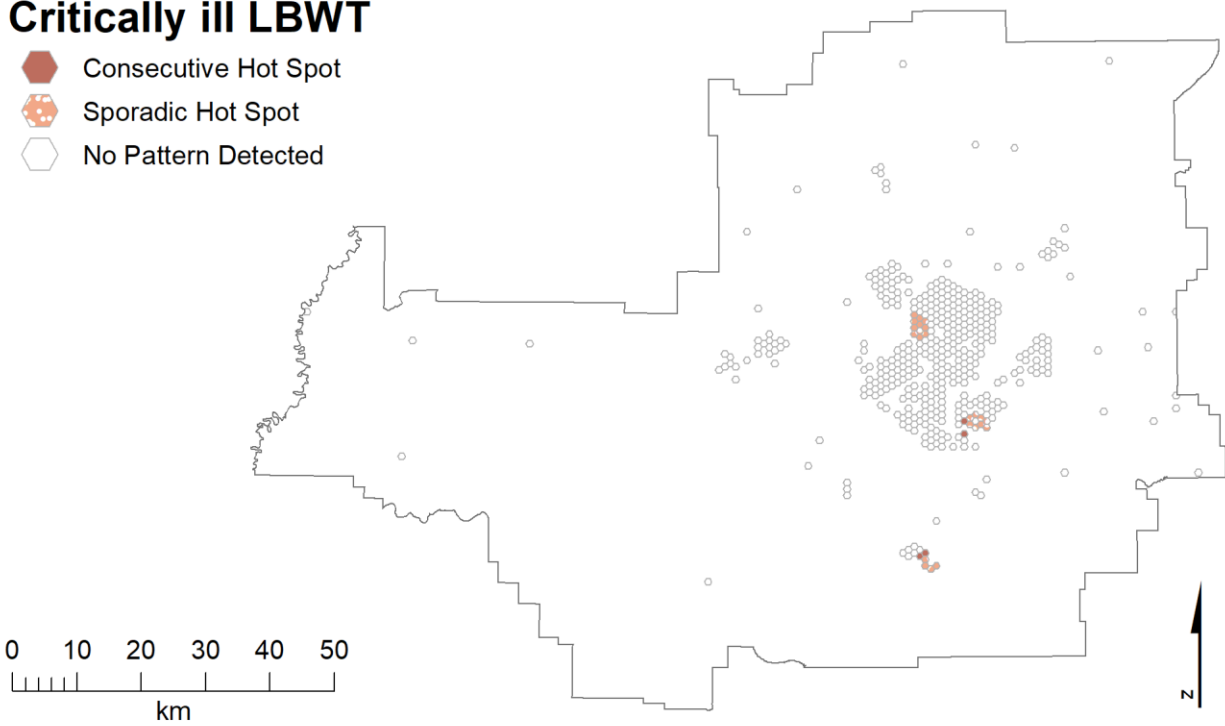 Critically ill LBWT
Consecutive Hot Spot
Sporadic Hot Spot
No Pattern Detected
0 10 20 30 40 50
km
N